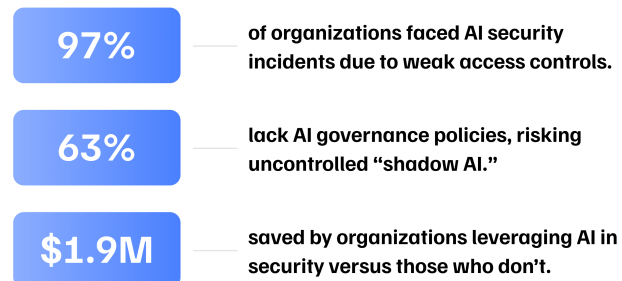 97%
of organizations faced AI security
incidents due to weak access controls.
63%
lack AI governance policies, risking
uncontrolled “shadow AI.”
$1.9M
saved by organizations leveraging AI in
security versus those who don’t.